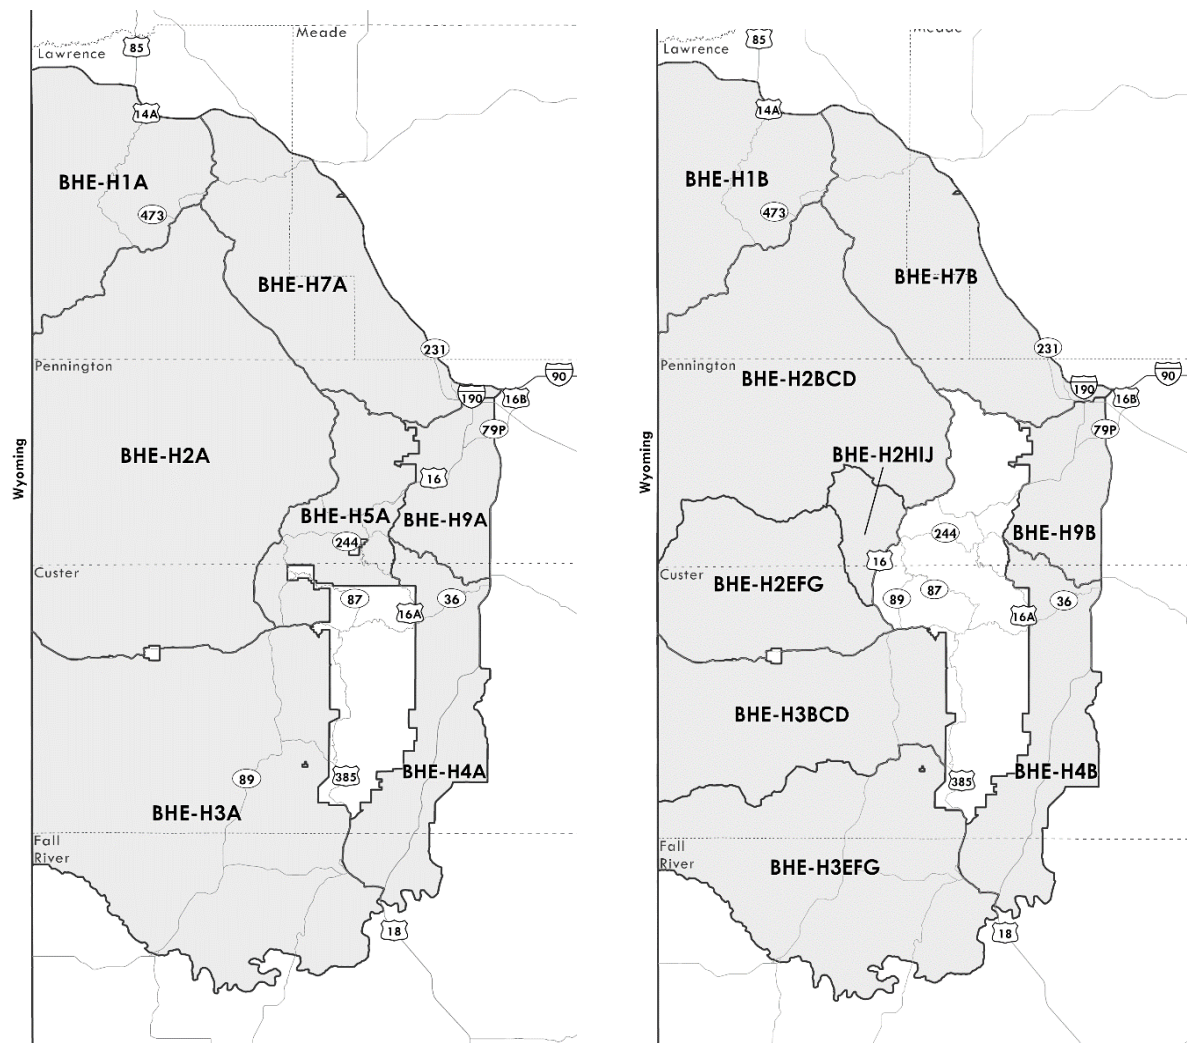 Meade
Lawrence
85
14A
BHE-H1A
473
BHE-H7A
231
Pennington
90
190
16B
79P
Wyoming
BHE-H2A
16
BHE-H5A
BHE-H9A
244
Custer
87
36
16A
385
BHE-H4A
89
BHE-H3A
Fall
River
18
Meade
Lawrence
85
14A
BHE-H1B
473
BHE-H7B
231
Pennington
90
BHE-H2BCD
190
16B
79P
Wyoming
BHE-H2HIJ
244
BHE-H9B
16
Custer
BHE-H2EFG
89
87
36
16A
BHE-H3BCD
385
BHE-H4B
Fall
River
BHE-H3EFG
18